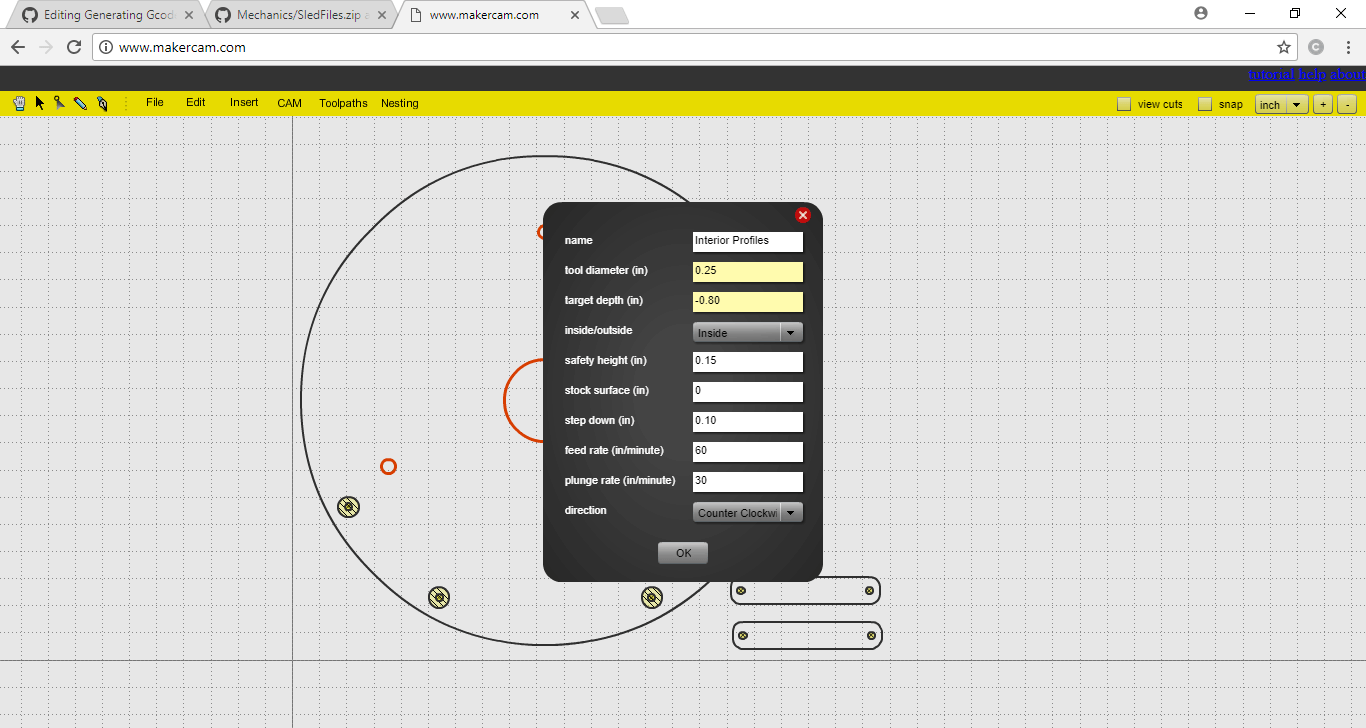 Editing Generating Gcod
Mechanics/SledFiles.zip a
www.makercam.com
www.makercam.com
C
tutorial help about
File Edit Insert CAM Toolpaths Nesting
view cuts snap inch + -
name Interior Profiles
tool diameter (in) 0.25
target depth (in) -0.80
inside/outside Inside
safety height (in) 0.15
stock surface (in) 0
step down (in) 0.10
feed rate (in/minute) 60
plunge rate (in/minute) 30
direction Counter Clockwi
OK